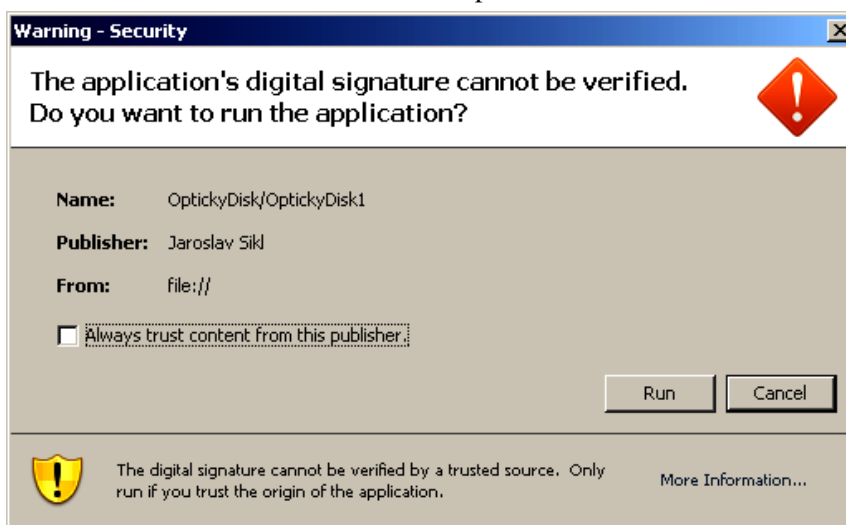 Warning - Security
The application's digital signature cannot be verified.
Do you want to run the application?
Name: OptickyDisk/OptickyDisk1
Publisher: Jaroslav Sikl
From: file://
Always trust content from this publisher.
Run Cancel
The digital signature cannot be verified by a trusted source. Only
run if you trust the origin of the application.
More Information...